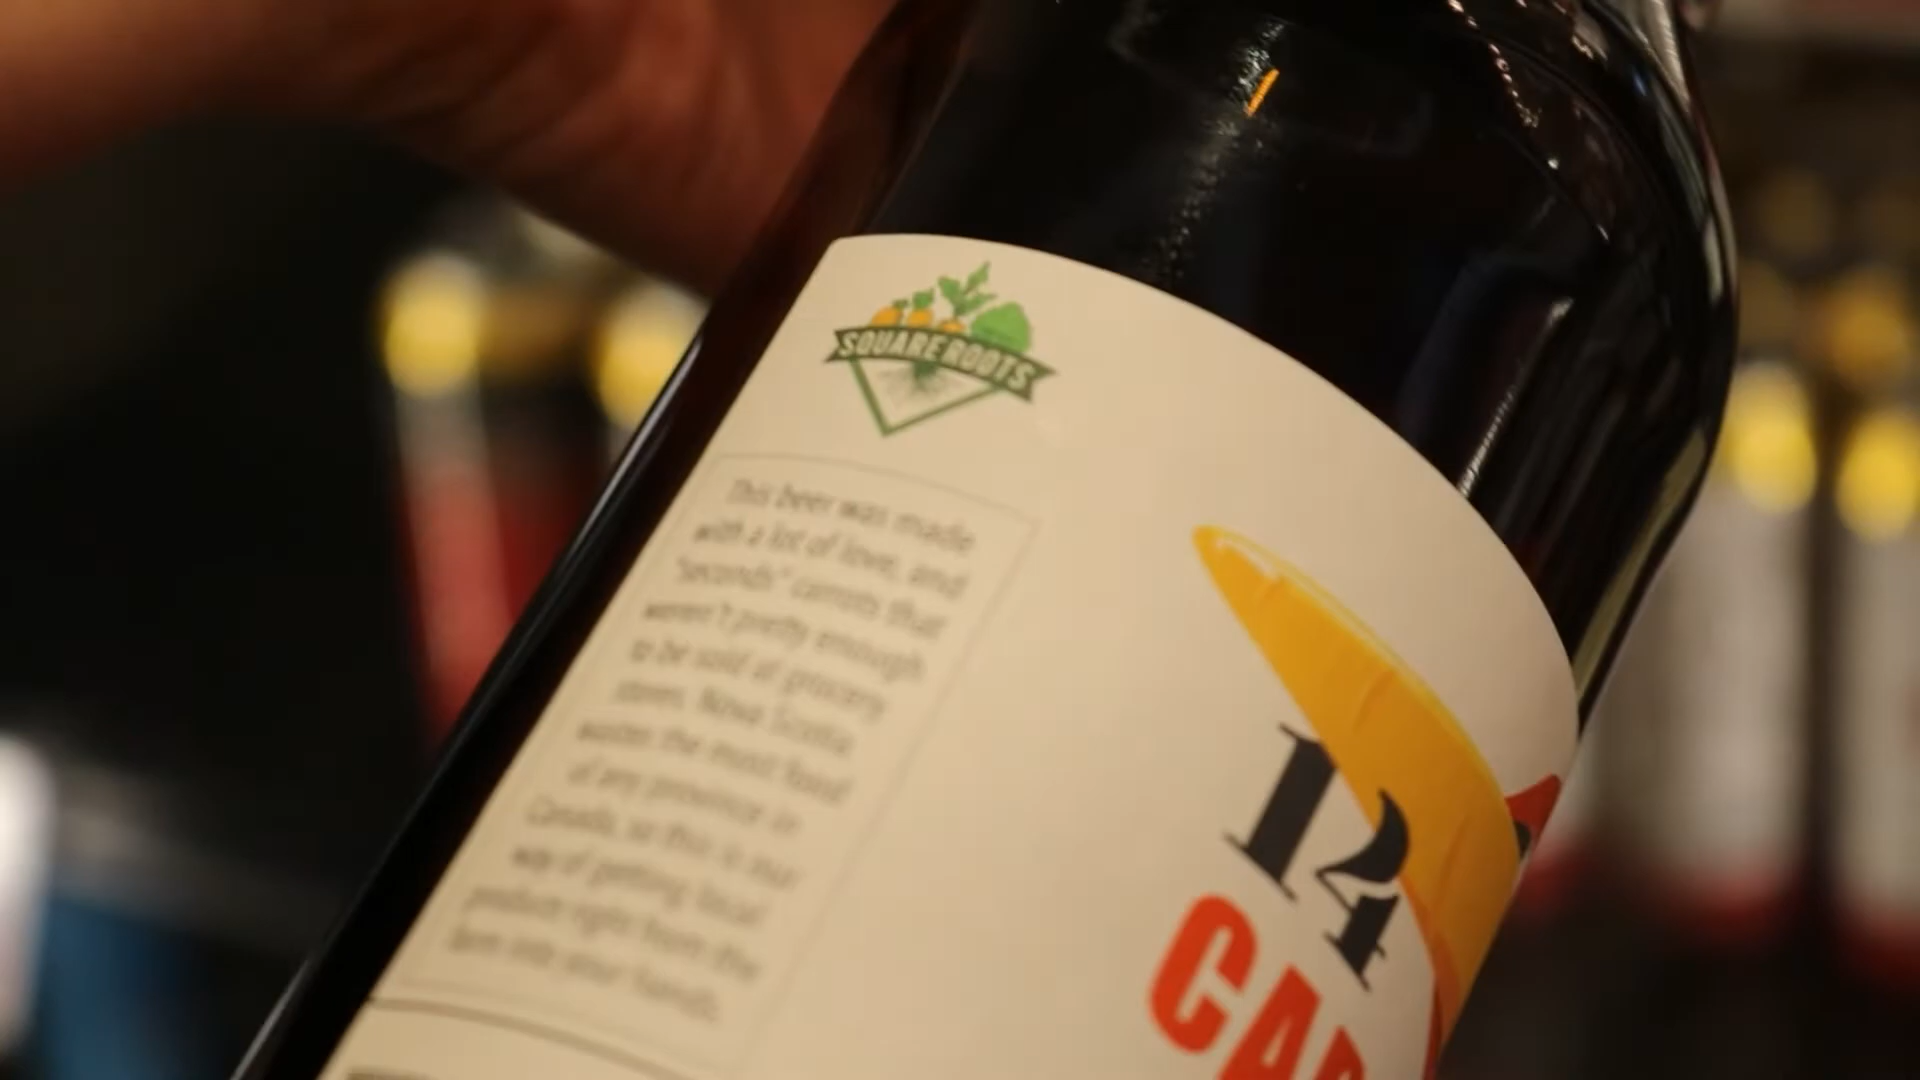 SQUARE ROOTS
This beer was made
with a lot of love, and
"seconds" carrots that
weren't pretty enough
to be sold at grocery
stores. Nova Scotia
wastes the most food
of any province in
Canada, so this is our
way of getting local
produce right from the
farm into your hands.
14
CAR